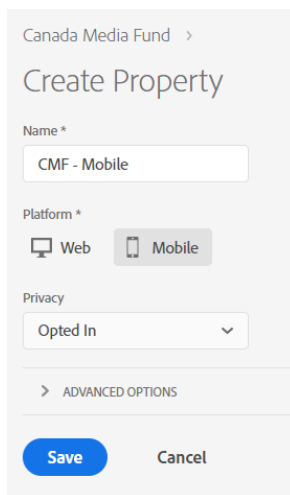 Canada Media Fund >
Create Property
Name *
CMF - Mobile
Platform *
Web Mobile
Privacy
Opted In
> ADVANCED OPTIONS
Save Cancel